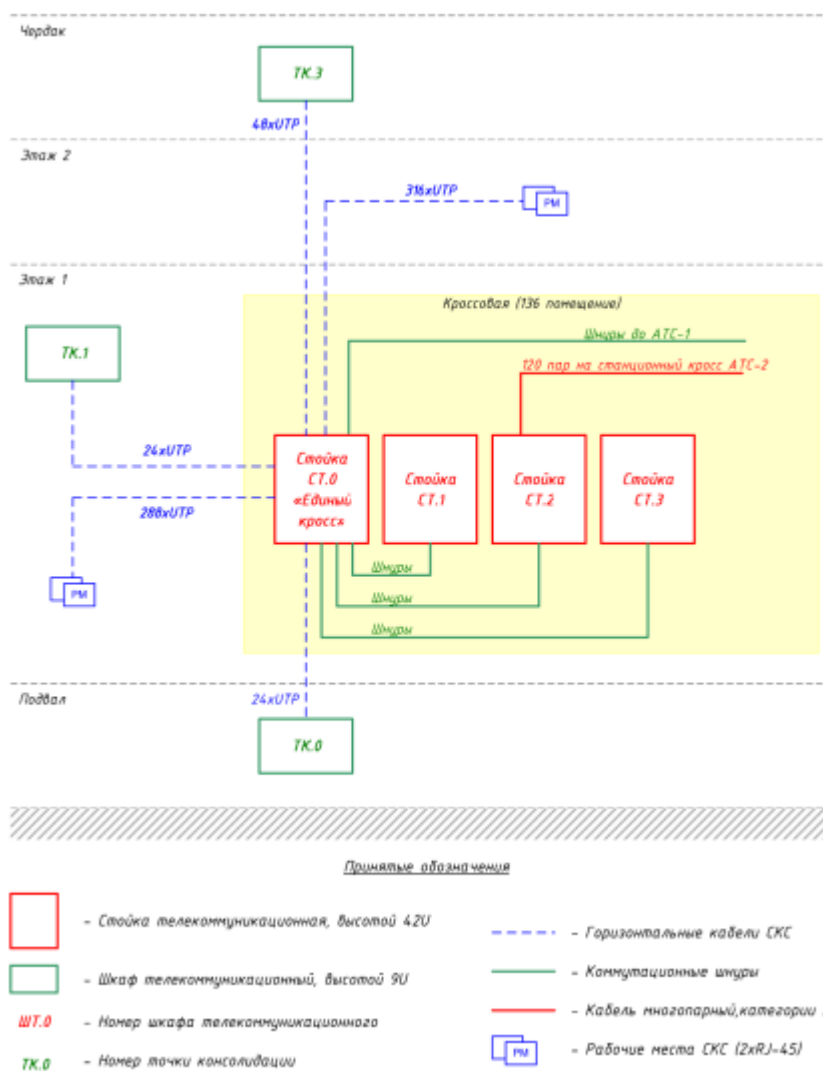 Чердак
ТК.3
48xUTP
Этаж 2
316xUTP
РМ
Этаж 1
Кроссовая (136 помещение)
Шнуры до АТС-1
ТК.1
120 пар на станционный кросс АТС-2
24xUTP
Стойка
СТ.0
«Единый
кросс»
Стойка
СТ.1
Стойка
СТ.2
Стойка
СТ.3
288xUTP
Шнуры
РМ
Шнуры
Шнуры
Подвал
24xUTP
ТК.0
Принятые обозначения
- Стойка телекоммуникационная, высотой 42U
- Горизонтальные кабели СКС
- Шкаф телекоммуникационный, высотой 9U
- Коммутационные шнуры
ШТ.0 - Номер шкафа телекоммуникационного
- Кабель многопарный,категории
ТК.0 - Номер точки консолидации
РМ - Рабочие места СКС (2xRJ-45)